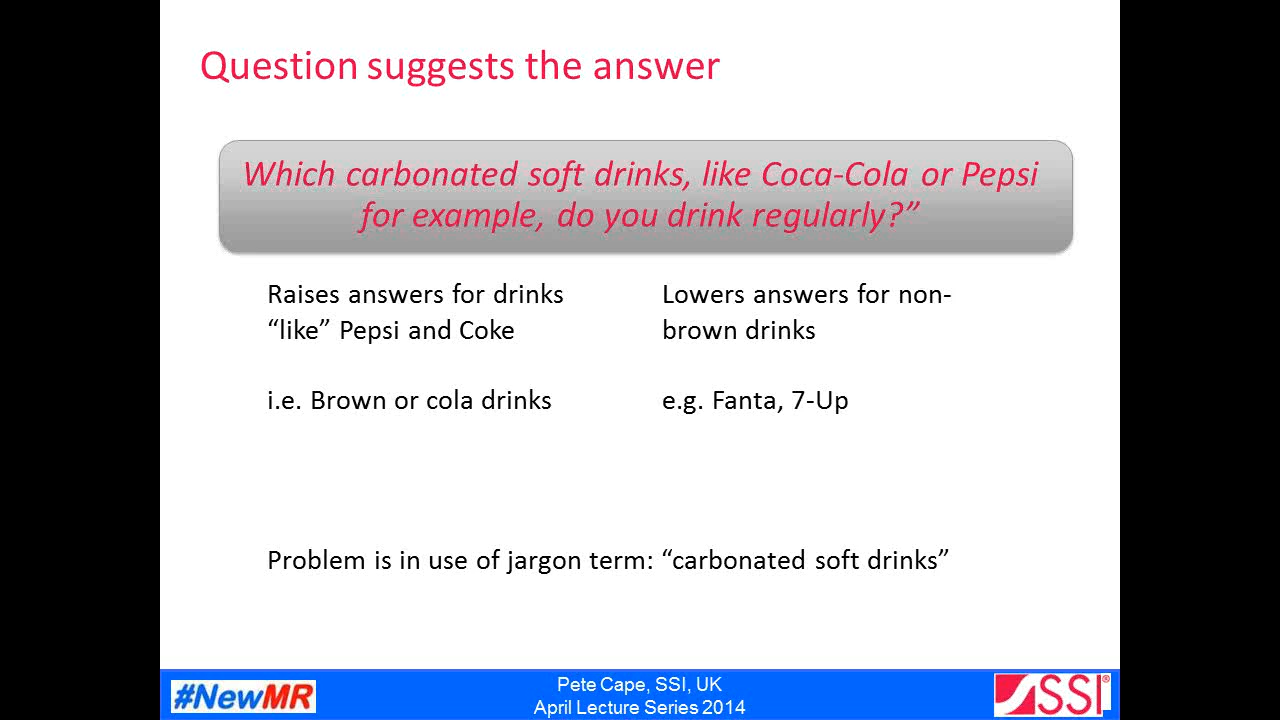 Question suggests the answer
Which carbonated soft drinks, like Coca-Cola or Pepsi
for example, do you drink regularly?”
Raises answers for drinks
“like” Pepsi and Coke
i.e. Brown or cola drinks
Lowers answers for non-
brown drinks
e.g. Fanta, 7-Up
Problem is in use of jargon term: “carbonated soft drinks”
#NewMR
Pete Cape, SSI, UK
April Lecture Series 2014
SSI®